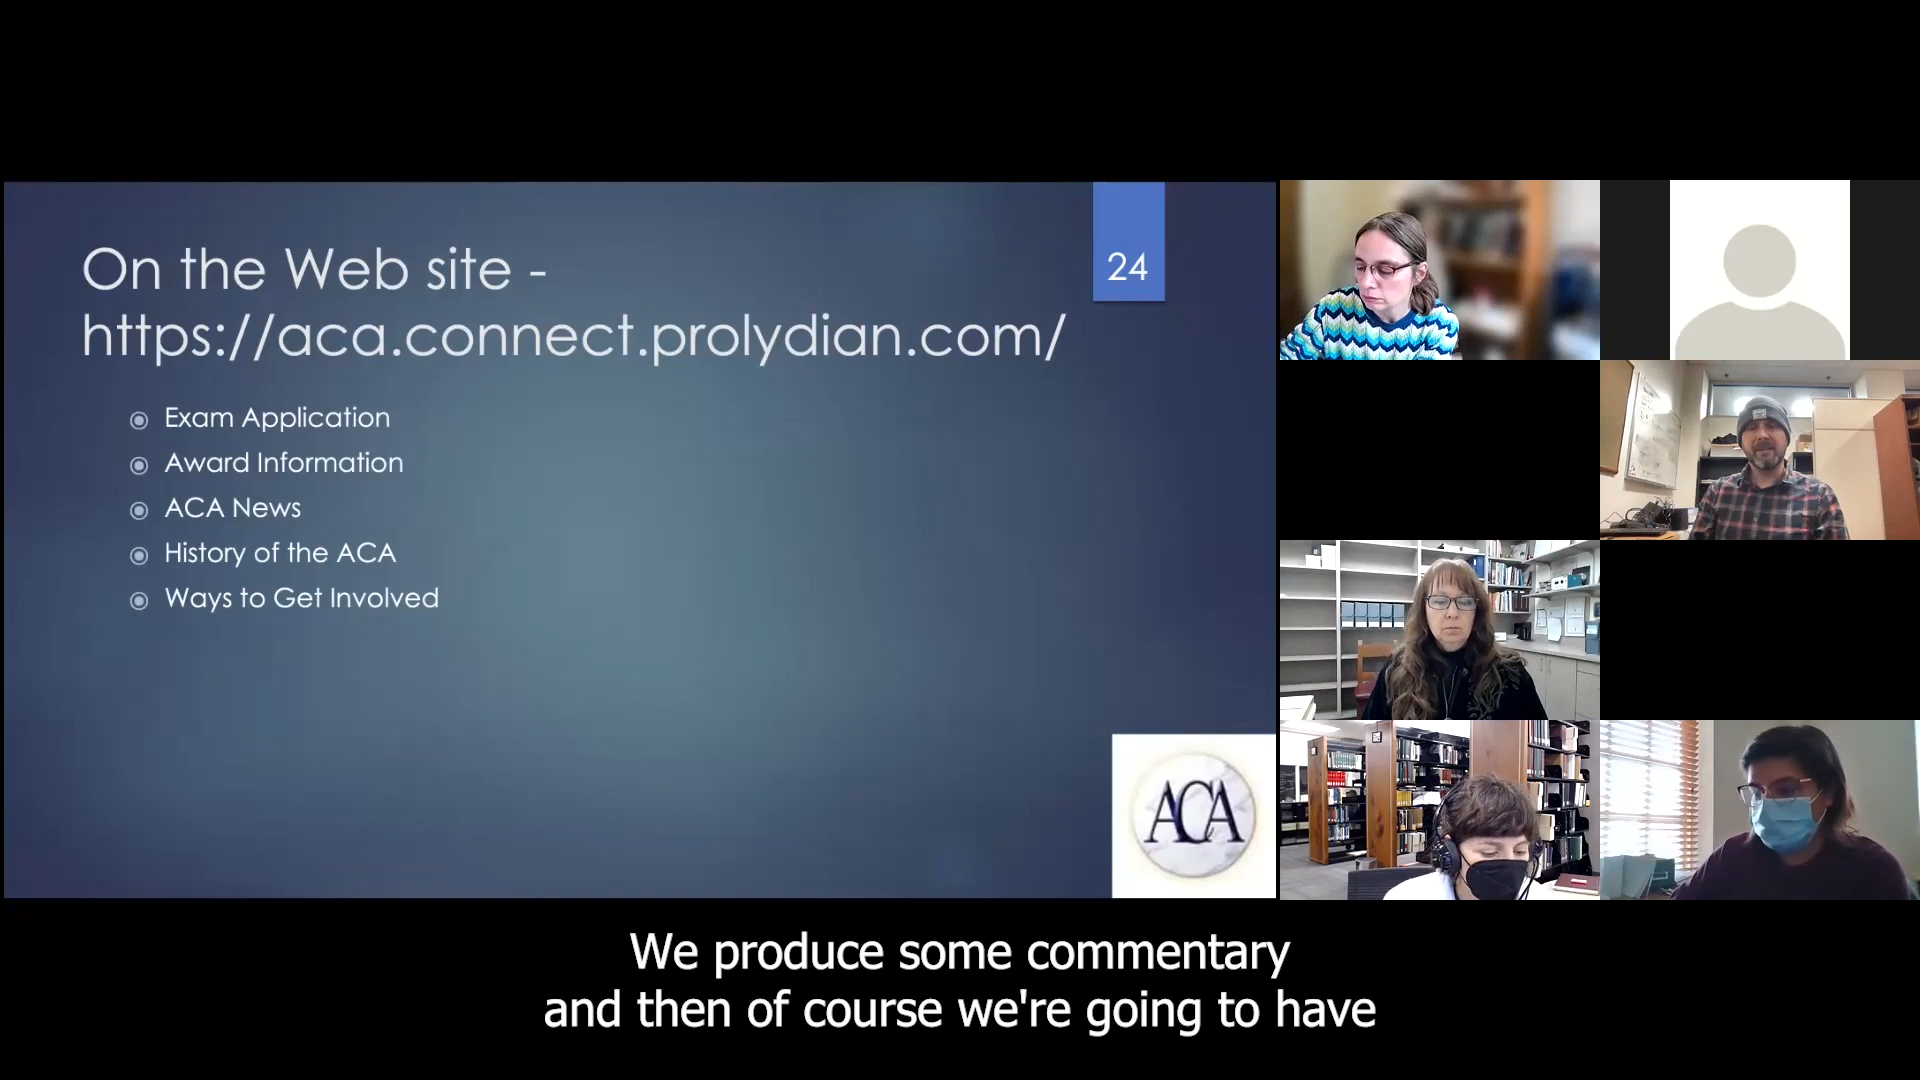 On the Web site -
https://aca.connect.prolydian.com/
24
Exam Application
Award Information
ACA News
History of the ACA
Ways to Get Involved
ACA
We produce some commentary
and then of course we're going to have